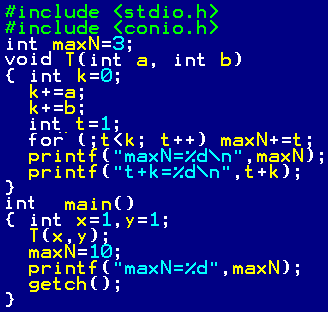 #include <stdio.h>
#include <conio.h>
int maxN=3;
void T(int a, int b)
{ int k=0;
k+=a;
k+=b;
int t=1;
for (;t<k; t++) maxN+=t;
printf("maxN=%d\n",maxN);
printf("t+k=%d\n",t+k);
}
int main()
{ int x=1,y=1;
T(x,y);
maxN=10;
printf("maxN=%d",maxN);
getch();
}